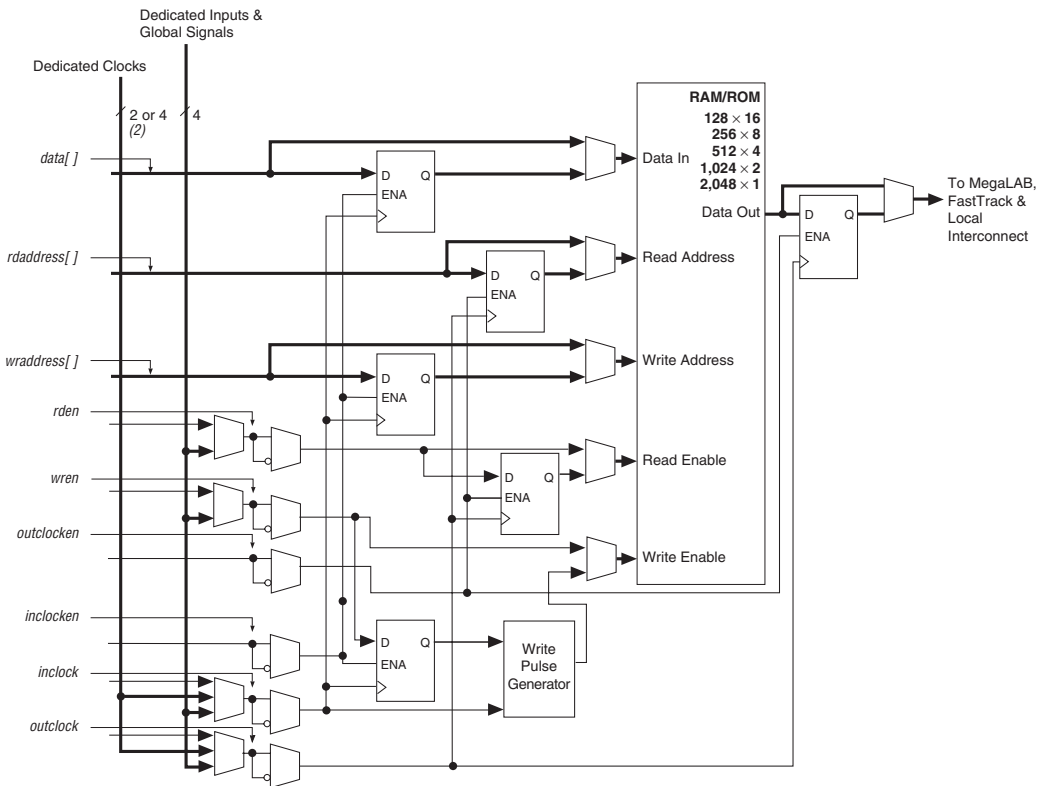 Dedicated Inputs &
Global Signals
Dedicated Clocks
2 or 4
(2)
4
RAM/ROM
128 × 16
256 × 8
512 × 4
1,024 × 2
2,048 × 1
data[ ]
D
Q
ENA
Data In
Data Out
D
Q
ENA
To MegaLAB,
FastTrack &
Local
Interconnect
rdaddress[ ]
D
Q
ENA
Read Address
wraddress[ ]
D
Q
ENA
Write Address
rden
D
Q
ENA
Read Enable
wren
outclocken
Write Enable
inclocken
D
Q
ENA
Write
Pulse
Generator
inclock
outclock